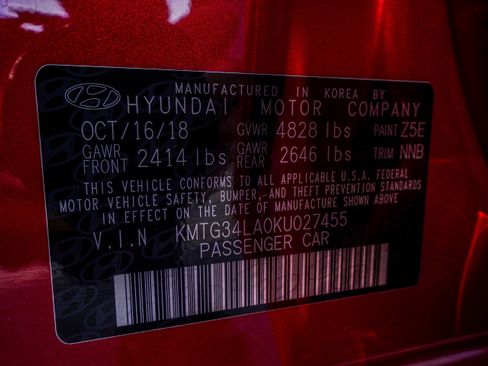 MANUFACTURED IN KOREA BY
HYUNDAI MOTOR COMPANY
OCT/16/18 GVWR 4828 lbs PAINT Z5E
GAWR FRONT 2414 lbs GAWR REAR 2646 lbs TRIM NNB
THIS VEHICLE CONFORMS TO ALL APPLICABLE U.S.A. FEDERAL
MOTOR VEHICLE SAFETY, BUMPER,-AND THEFT PREVENTION STANDARDS
IN EFFECT ON THE DATE OF MANUFACTURE SHOWN ABOVE
V.I.N KMTG34LA0KU027455
PASSENGER CAR